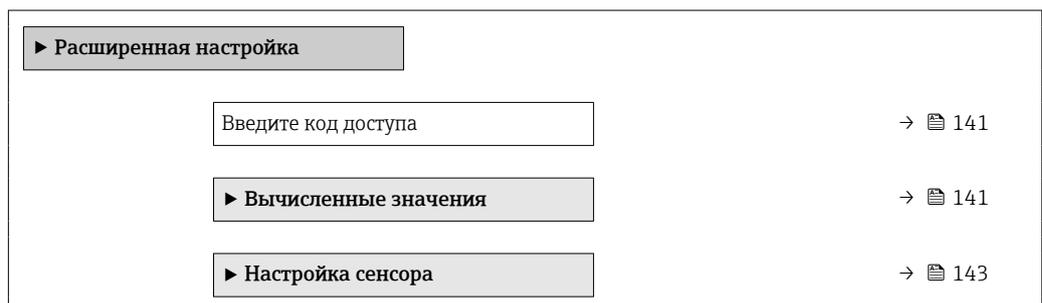 ▶ Расширенная настройка
Введите код доступа → 141
▶ Вычисленные значения → 141
▶ Настройка сенсора → 143